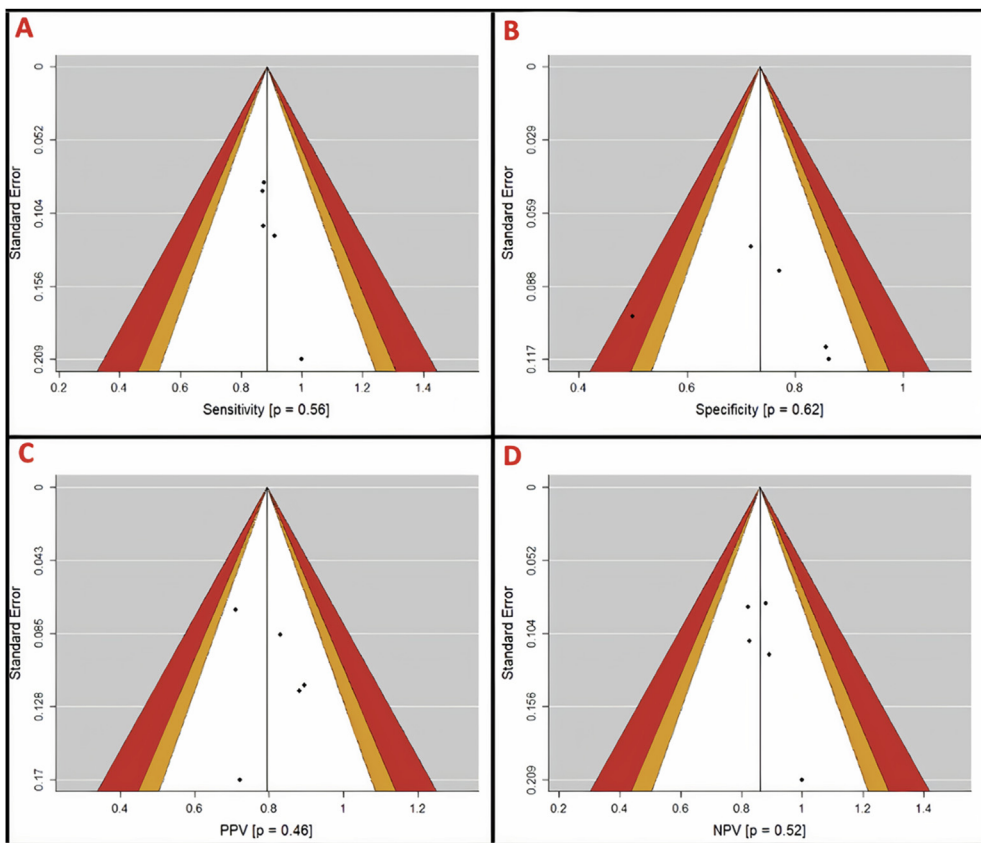 A
Standard Error
0
0.052
0.104
0.156
0.209
0.2 0.4 0.6 0.8 1 1.2 1.4
Sensitivity [p = 0.56]
B
Standard Error
0
0.029
0.059
0.088
0.117
0.4 0.6 0.8 1
Specificity [p = 0.62]
C
Standard Error
0
0.043
0.085
0.128
0.17
0.4 0.6 0.8 1 1.2
PPV [p = 0.46]
D
Standard Error
0
0.052
0.104
0.156
0.209
0.2 0.4 0.6 0.8 1 1.2 1.4
NPV [p = 0.52]